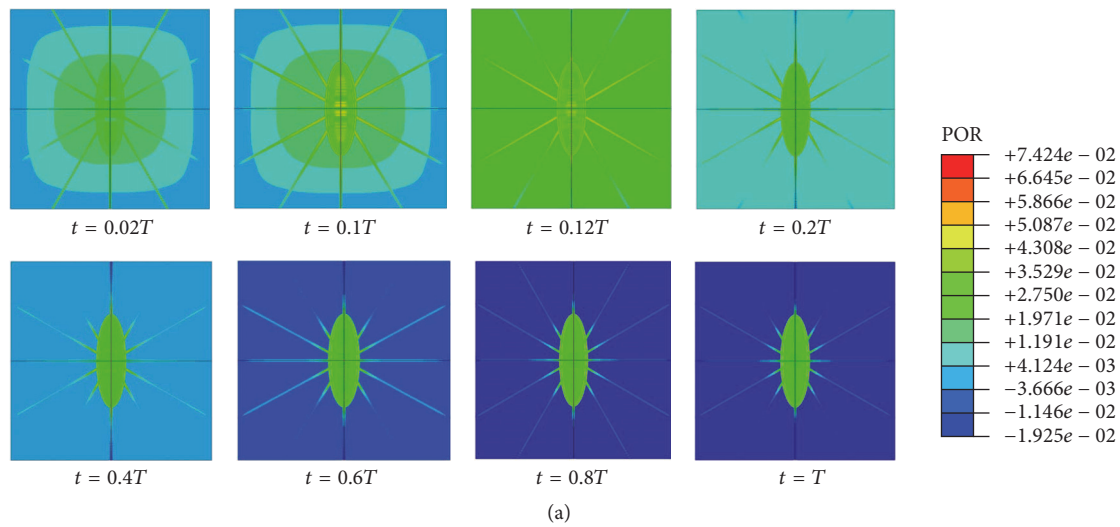 t = 0.02T
t = 0.1T
t = 0.12T
t = 0.2T
POR
+7.424e − 02
+6.645e − 02
+5.866e − 02
+5.087e − 02
+4.308e − 02
+3.529e − 02
+2.750e − 02
+1.971e − 02
+1.191e − 02
+4.124e − 03
−3.666e − 03
−1.146e − 02
−1.925e − 02
t = 0.4T
t = 0.6T
t = 0.8T
t = T
(a)